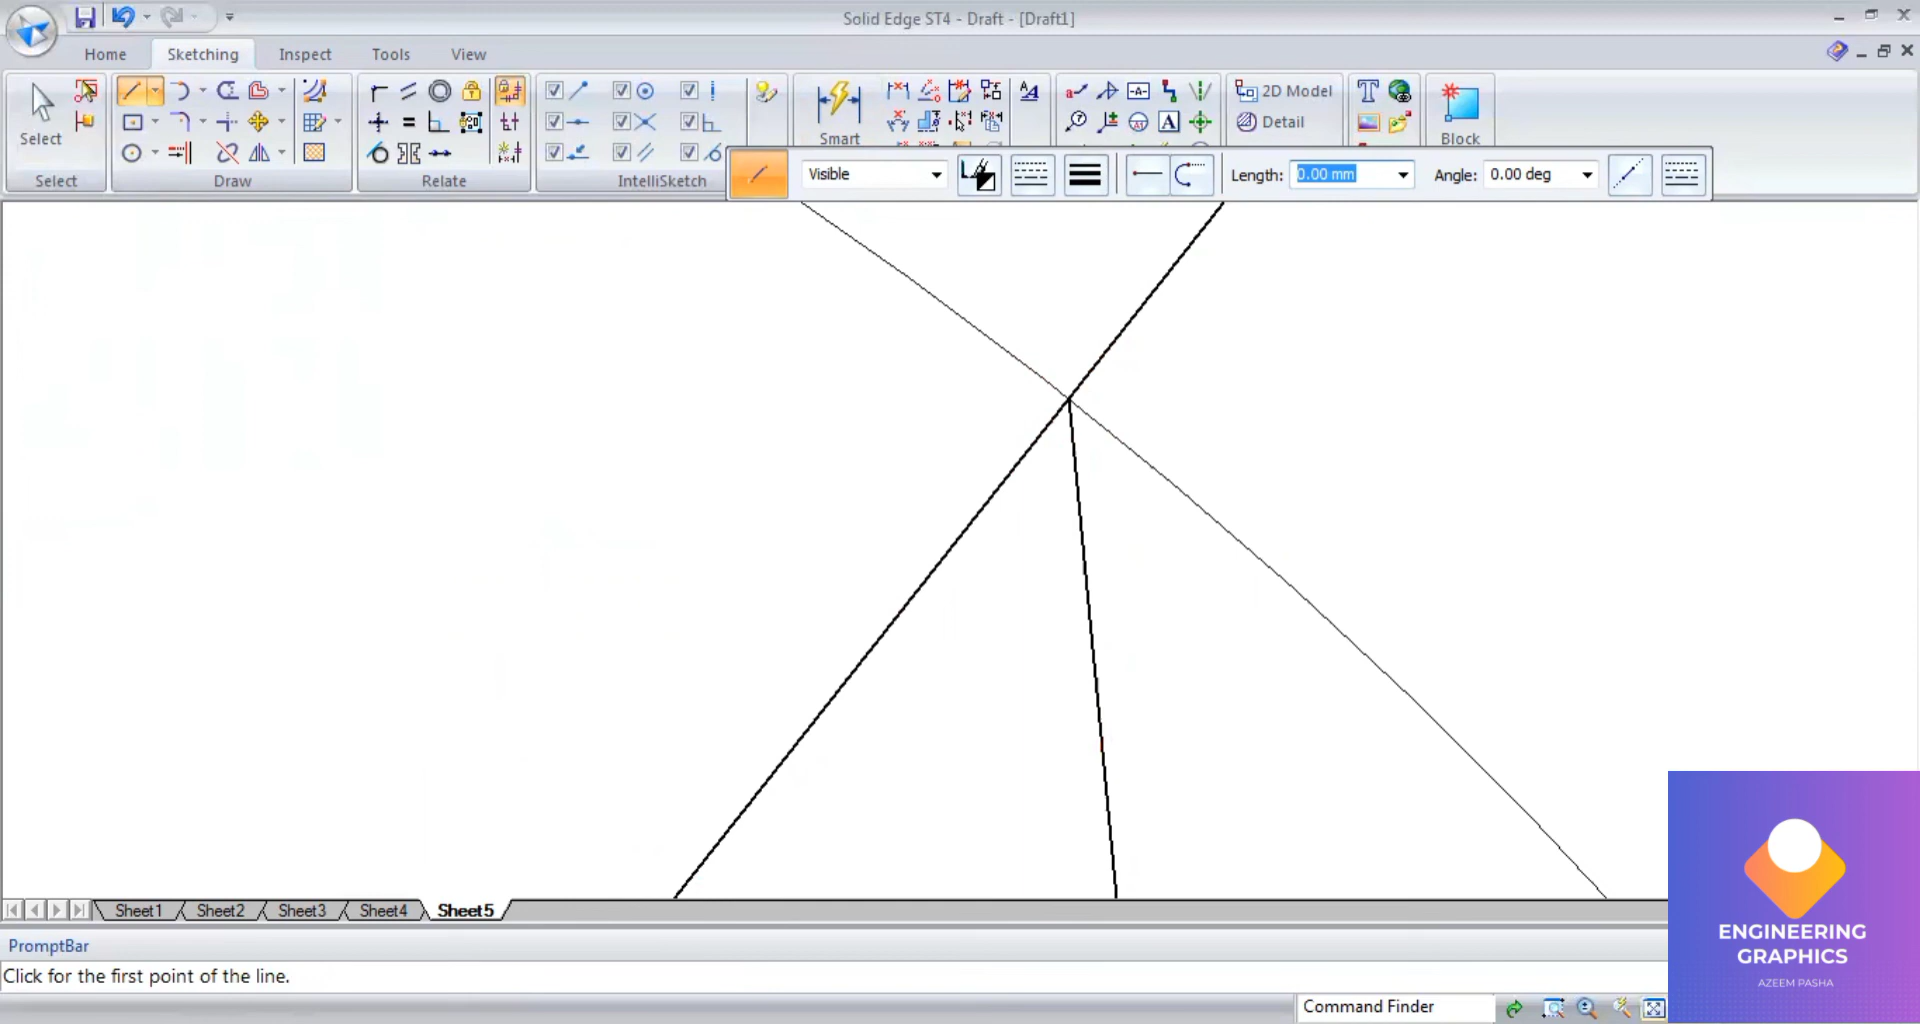 Solid Edge ST4 - Draft - [Draft1]
Home
Sketching
Inspect
Tools
View
2D Model
Detail
Select
Smart
Block
Select
Draw
Relate
IntelliSketch
Visible
Length:
0.00 mm
Angle:
0.00 deg
Sheet1
Sheet2
Sheet3
Sheet4
Sheet5
PromptBar
Click for the first point of the line.
Command Finder
ENGINEERING
GRAPHICS
AZEEM PASHA